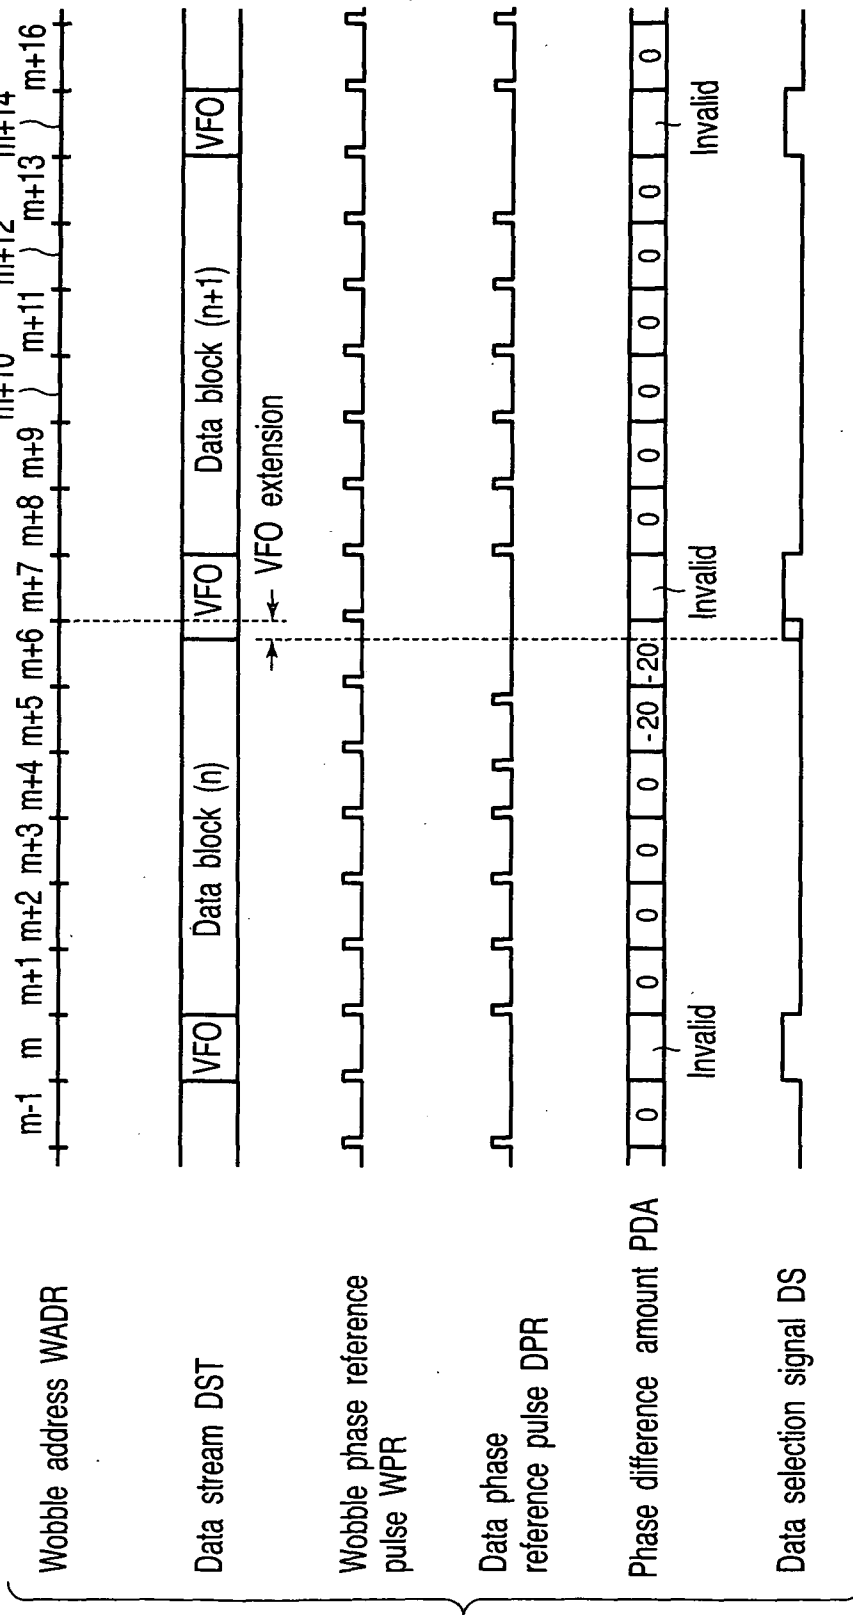 Wobble address WADR
m-1 m m+1 m+2 m+3 m+4 m+5 m+6 m+7 m+8 m+9 m+10 m+11 m+12 m+13 m+14 m+16
Data stream DST
VFO Data block (n) VFO Data block (n+1) VFO
VFO extension
Wobble phase reference
pulse WPR
Data phase
reference pulse DPR
Phase difference amount PDA
0 0 0 0 0 -20 -20 0 0 0 0 0 0 0
Invalid Invalid Invalid
Data selection signal DS